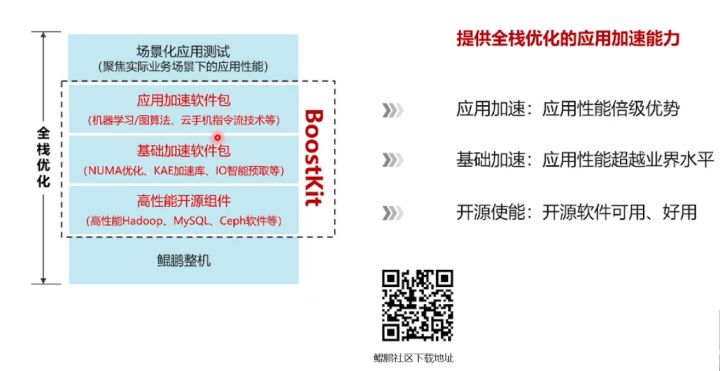 全栈优化
场景化应用测试
(聚焦实际业务场景下的应用性能)
应用加速软件包
(机器学习/图算法、云手机指令流技术等)
基础加速软件包
(NUMA优化、KAE加速库、IO智能预取等)
高性能开源组件
(高性能Hadoop、MySQL、Ceph软件等)
鲲鹏整机
BoostKit
提供全栈优化的应用加速能力
应用加速：应用性能倍级优势
基础加速：应用性能超越业界水平
开源使能：开源软件可用、好用
鲲鹏社区下载地址